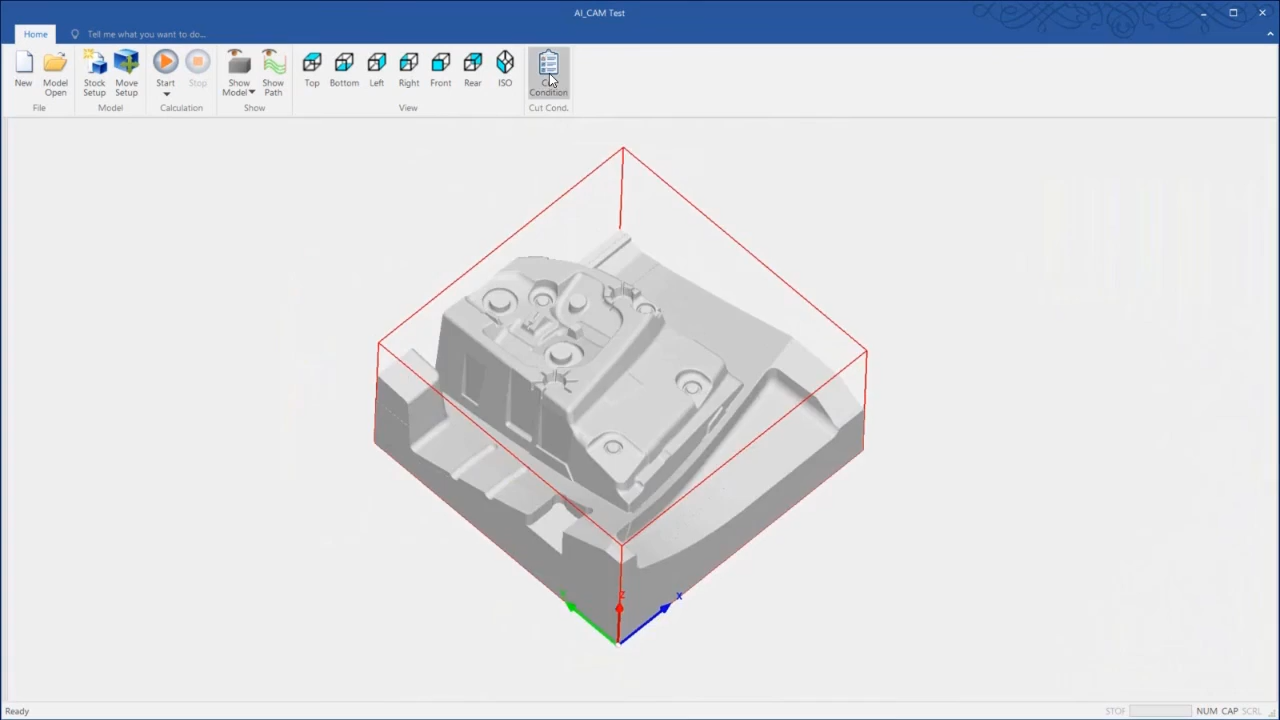 AI_CAM Test
Home
Tell me what you want to do...
New
Model Open
Stock Setup
Move Setup
Start
Stop
Show Model
Show Path
Top
Bottom
Left
Right
Front
Rear
ISO
Condition
File
Model
Calculation
Show
View
Cut Cond.
Z
X
Ready
STOP
NUM
CAP
SCRL